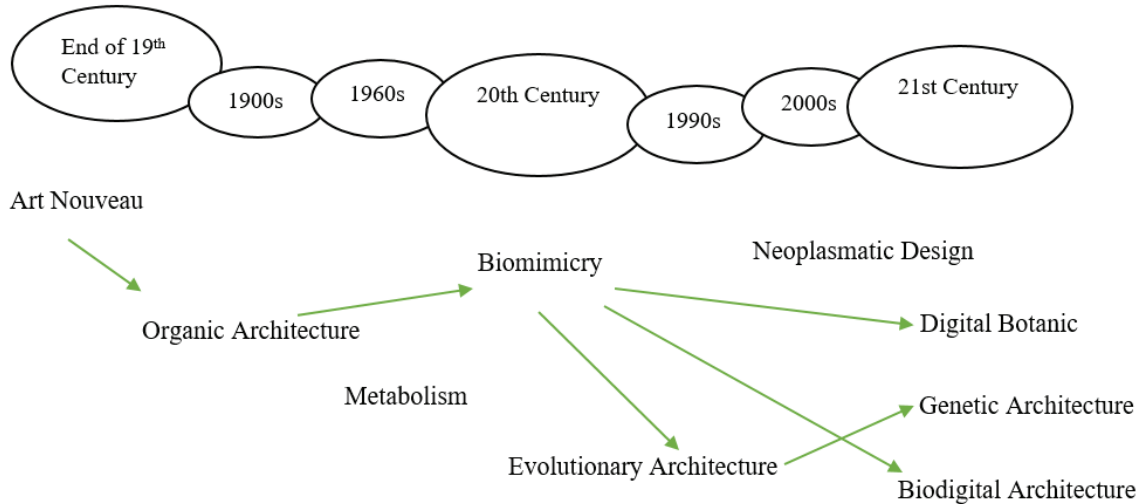 End of 19th
Century
1900s
1960s
20th Century
1990s
2000s
21st Century
Art Nouveau
Organic Architecture
Metabolism
Biomimicry
Evolutionary Architecture
Neoplasmatic Design
Digital Botanic
Genetic Architecture
Biodigital Architecture